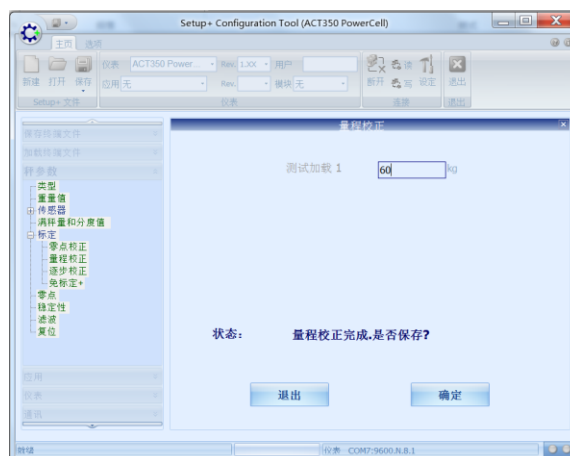 Setup+ Configuration Tool (ACT350 PowerCell)
主页 选项
仪表 ACT350 Power... Rev. 1.XX 用户
新建 打开 保存 应用 无 Rev. 模块 无 断开 读 写 设定 退出
Setup+ 文件 仪表 连接 退出
保存终端文件
加载终端文件
秤参数
类型
重量值
传感器
满秤量和分度值
标定
零点校正
量程校正
逐步校正
免标定+
零点
稳定性
滤波
复位
应用
仪表
通讯
量程校正
测试加载 1 60 kg
状态： 量程校正完成.是否保存?
退出 确定
就绪 仪表 COM7:9600.N.8.1